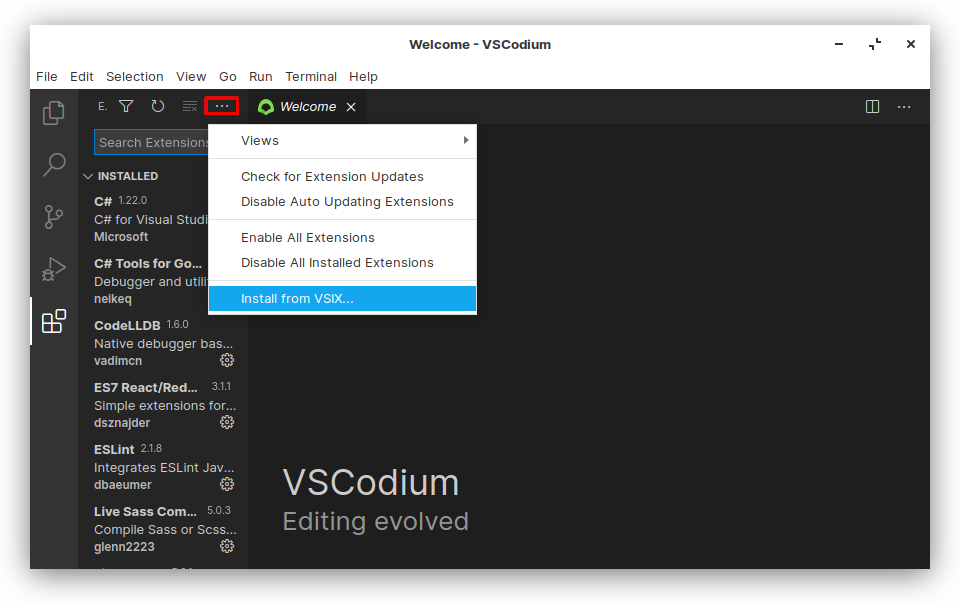 Welcome - VSCodium
File Edit Selection View Go Run Terminal Help
E.
Welcome
Search Extensions
Views
Check for Extension Updates
Disable Auto Updating Extensions
Enable All Extensions
Disable All Installed Extensions
Install from VSIX...
INSTALLED
C# 1.22.0
C# for Visual Studi
Microsoft
C# Tools for Go...
Debugger and utili
neikeq
CodeLLDB 1.6.0
Native debugger bas...
vadimcn
ES7 React/Red... 3.1.1
Simple extensions for...
dsznajder
ESLint 2.1.8
Integrates ESLint Jav...
dbaeumer
Live Sass Com... 5.0.3
Compile Sass or Scss...
glenn2223
VSCodium
Editing evolved